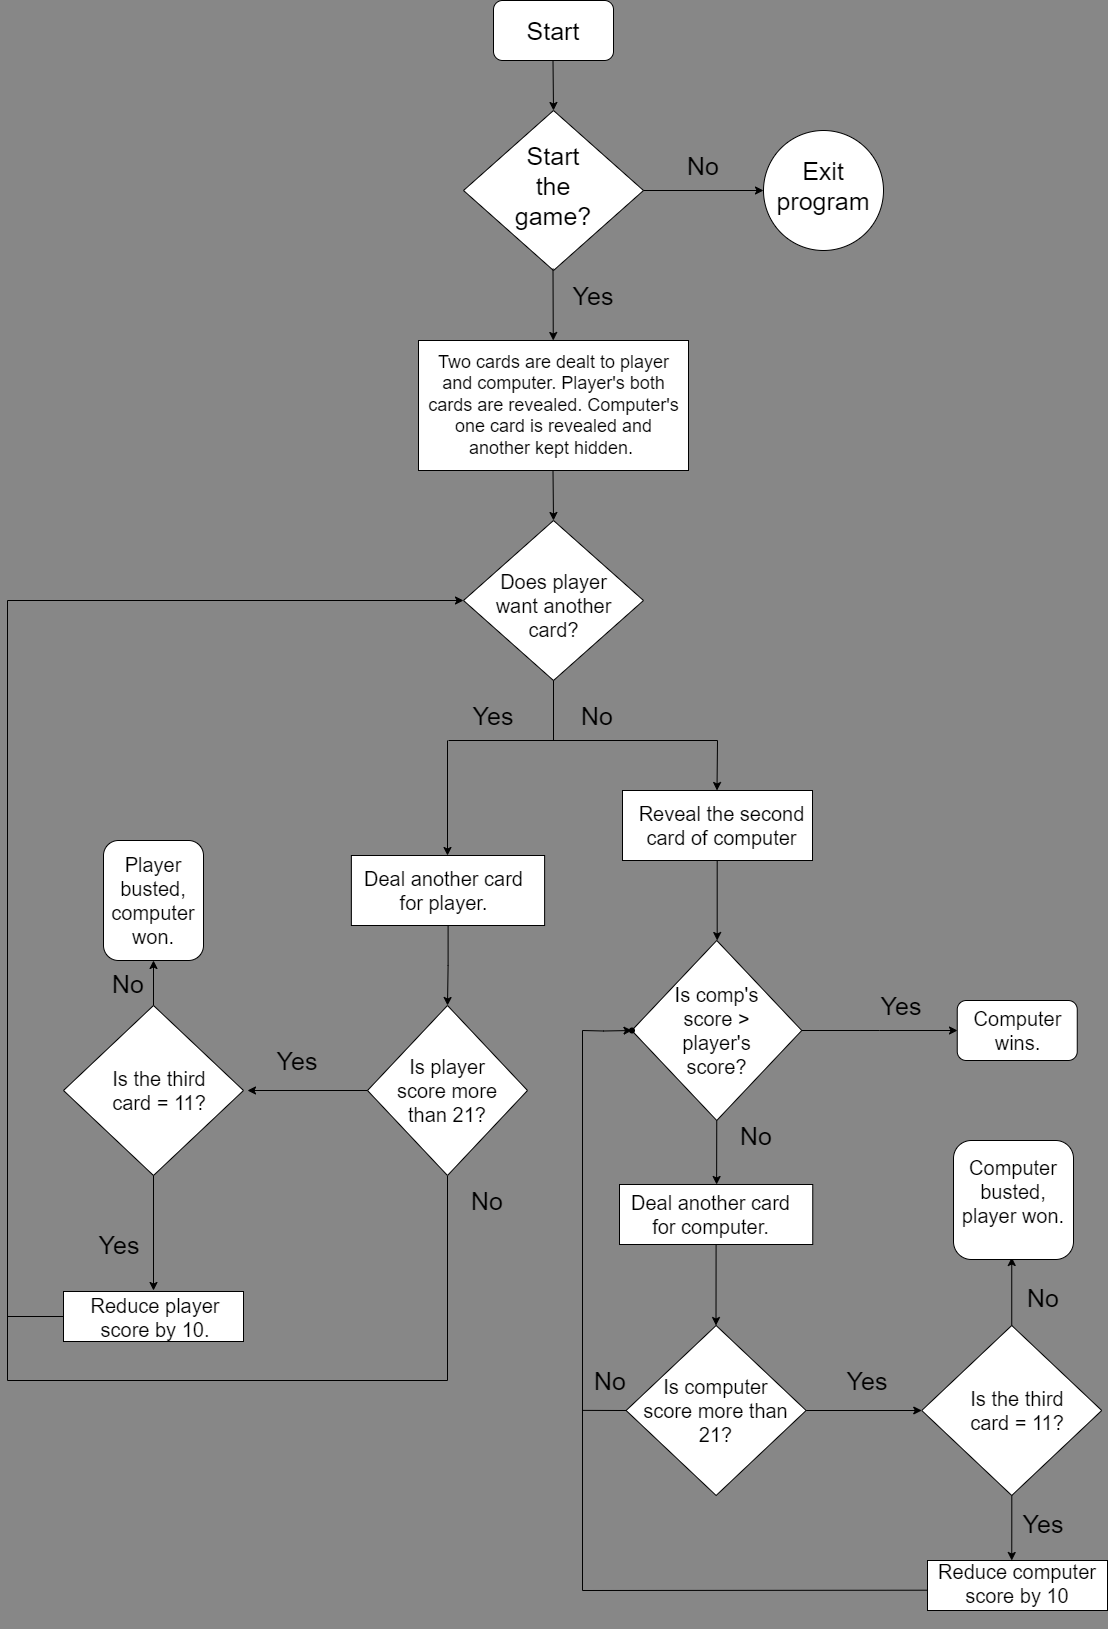 Start
Start
the
game?
No
Exit
program
Yes
Two cards are dealt to player
and computer. Player's both
cards are revealed. Computer's
one card is revealed and
another kept hidden.
Does player
want another
card?
Yes
No
Reveal the second
card of computer
Deal another card
for player.
Player
busted,
computer
won.
No
Is the third
card = 11?
Yes
Is player
score more
than 21?
No
Yes
Reduce player
score by 10.
Is comp's
score >
player's
score?
Yes
Computer
wins.
No
Deal another card
for computer.
Computer
busted,
player won.
No
No
Is computer
score more than
21?
Yes
Is the third
card = 11?
Yes
Reduce computer
score by 10